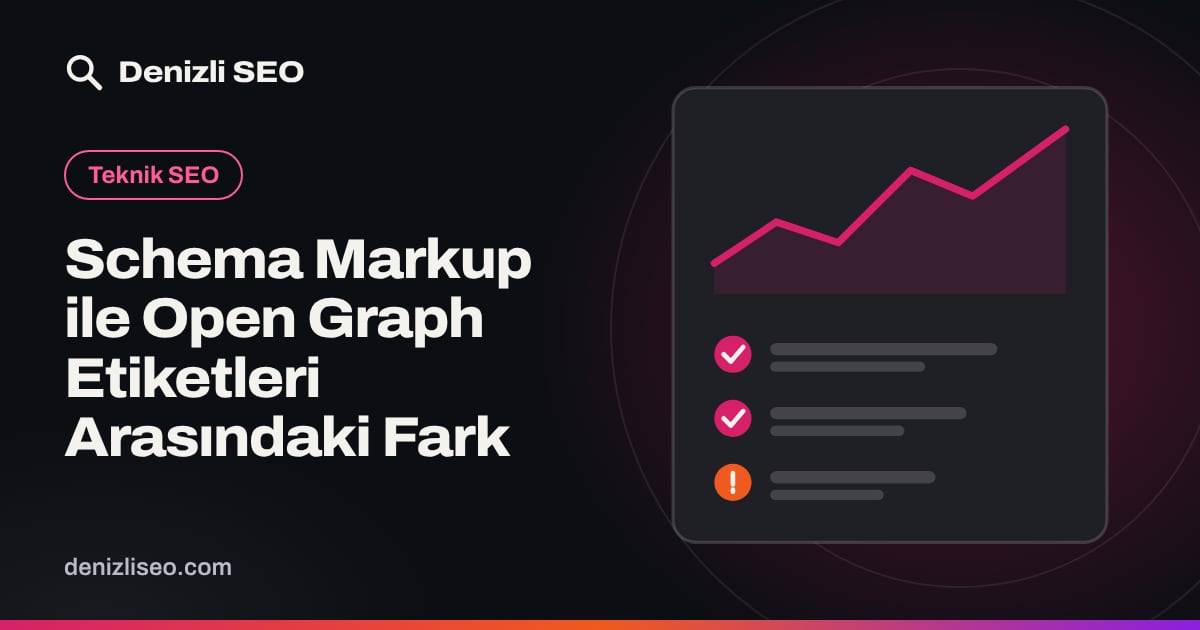 Denizli SEO
Teknik SEO
Schema Markup
ile Open Graph
Etiketleri
Arasındaki Fark
denizliseo.com